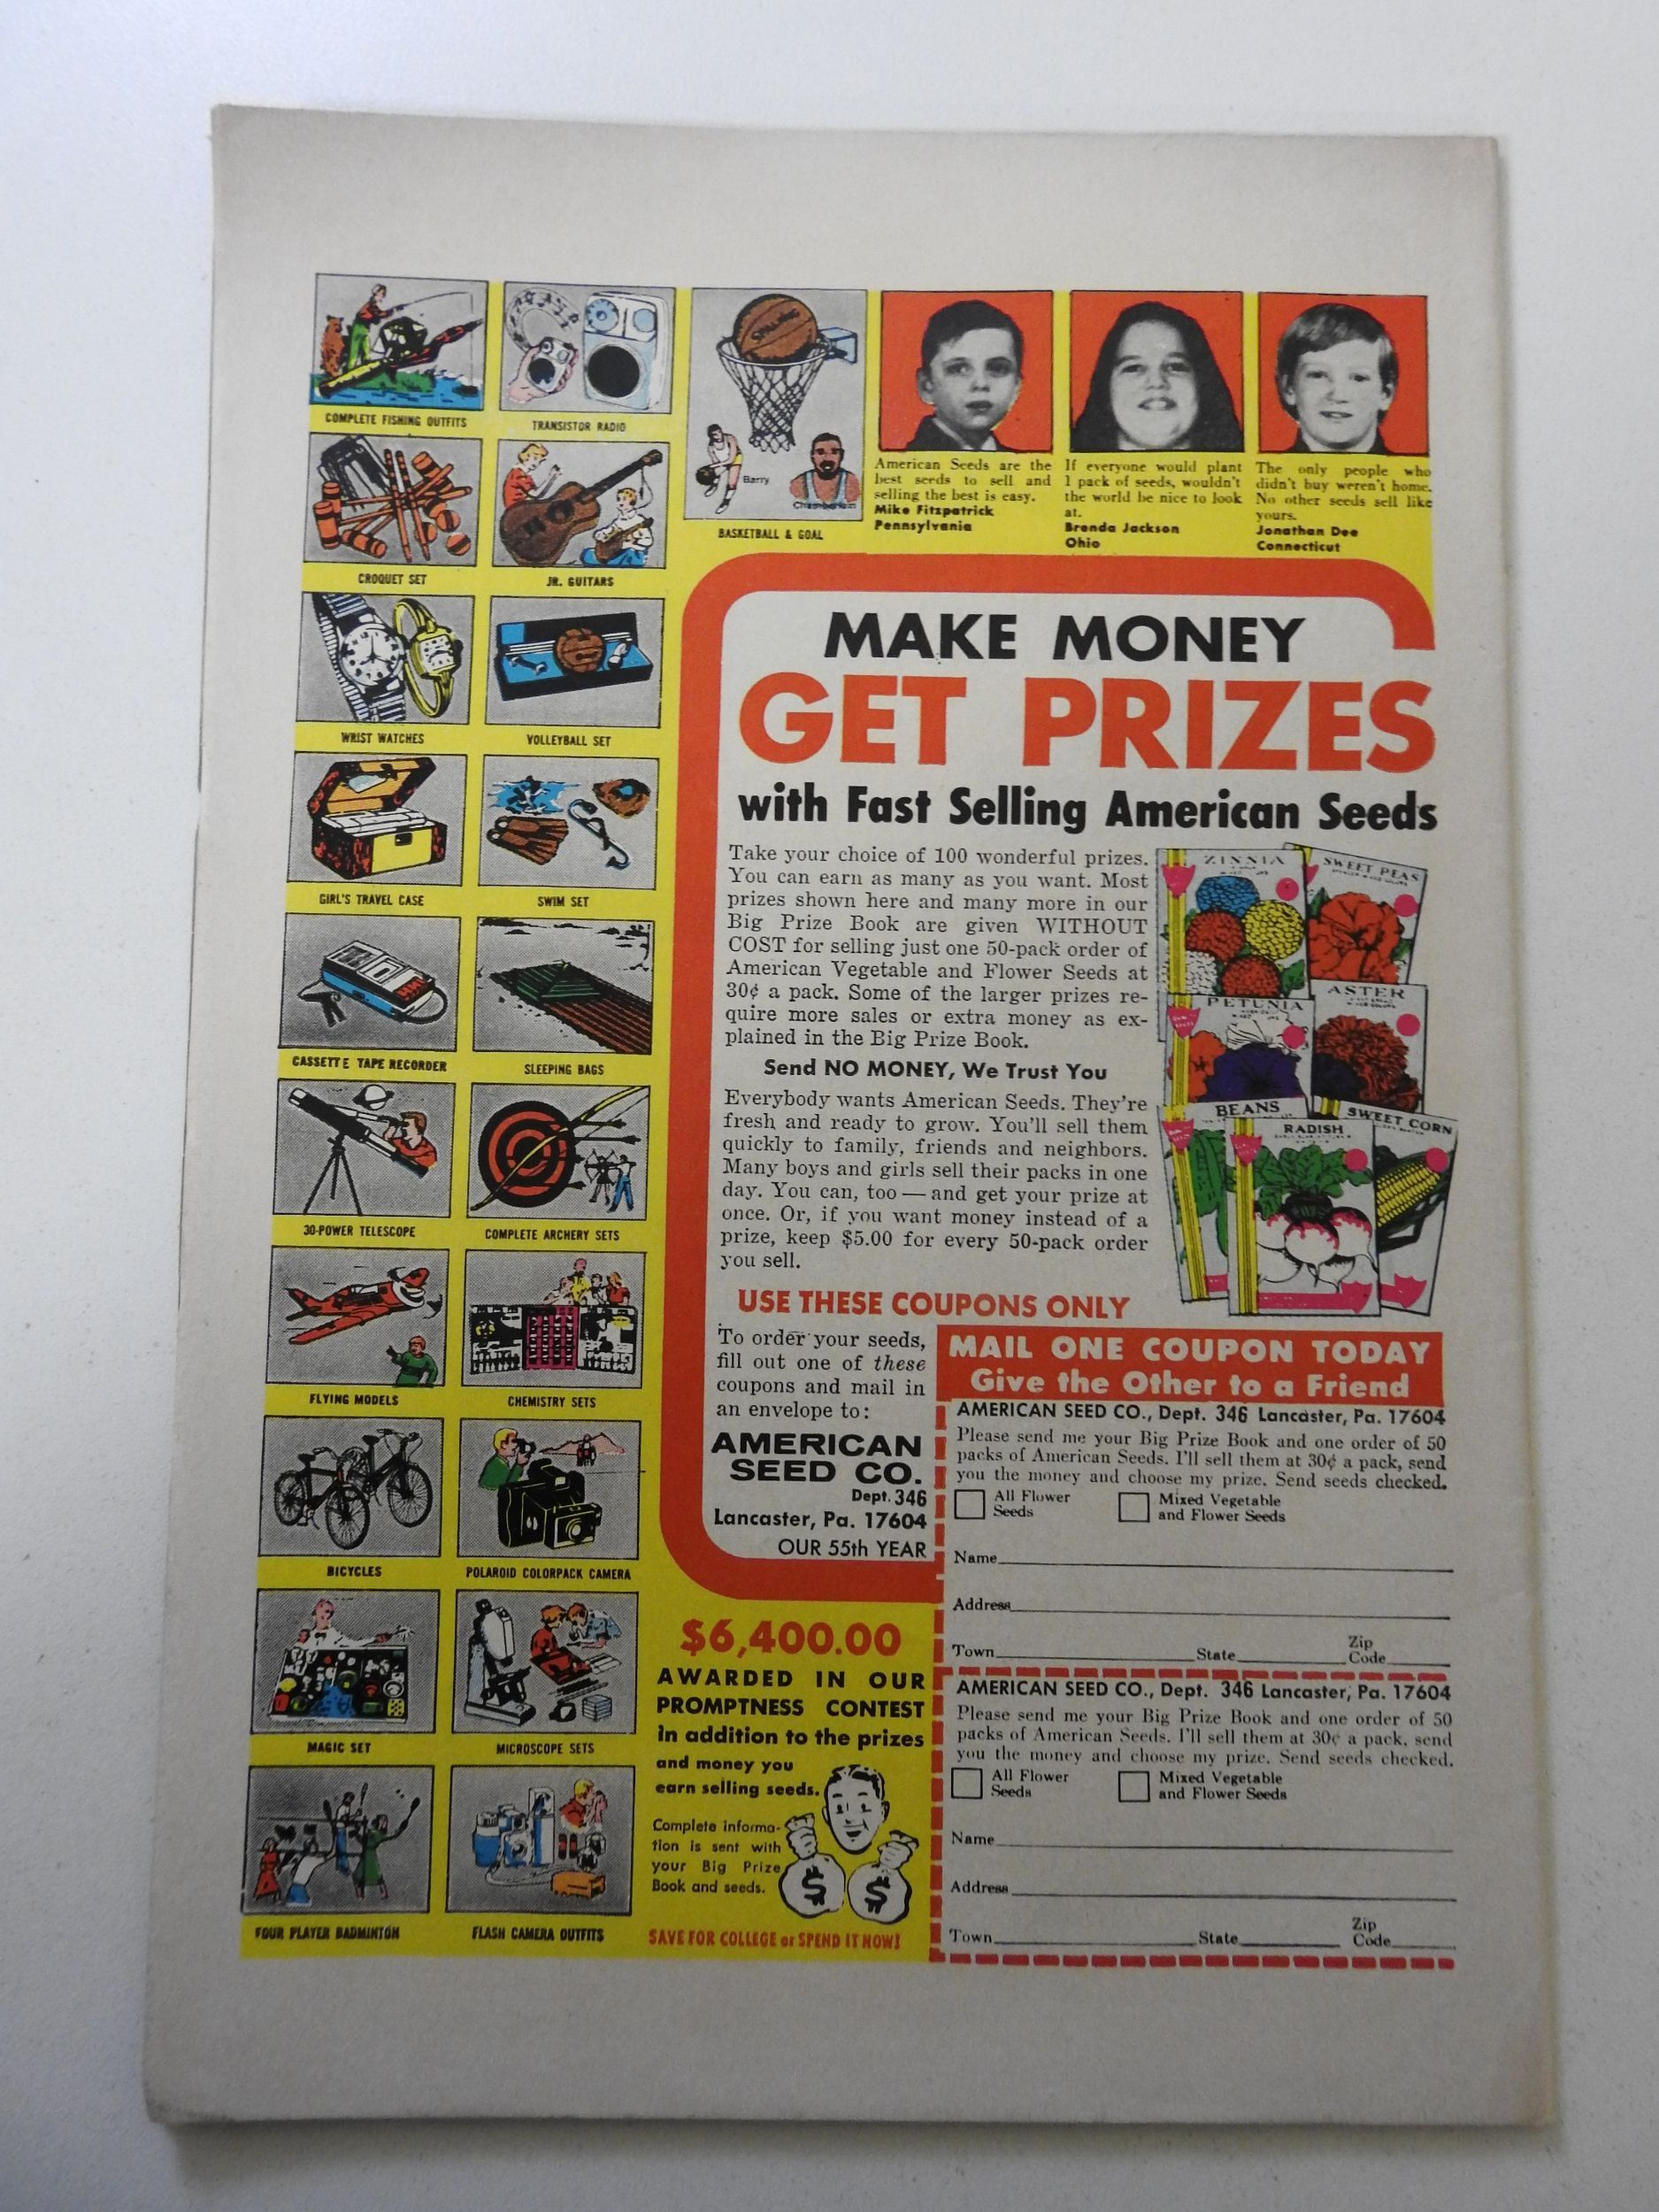 COMPLETE FISHING OUTFITS
TRANSISTOR RADIO
SPALDING
Barry
Chamberlain
BASKETBALL & GOAL
CROQUET SET
JR. GUITARS
WRIST WATCHES
VOLLEYBALL SET
GIRL'S TRAVEL CASE
SWIM SET
CASSETTE TAPE RECORDER
SLEEPING BAGS
30-POWER TELESCOPE
COMPLETE ARCHERY SETS
FLYING MODELS
CHEMISTRY SETS
BICYCLES
POLAROID COLORPACK CAMERA
MAGIC SET
MICROSCOPE SETS
FOUR PLAYER BADMINTON
FLASH CAMERA OUTFITS
American Seeds are the
best seeds to sell and
selling the best is easy.
Mike Fitzpatrick
Pennsylvania
If everyone would plant
1 pack of seeds, wouldn't
the world be nice to look
at.
Brenda Jackson
Ohio
The only people who
didn't buy weren't home.
No other seeds sell like
yours.
Jonathan Dee
Connecticut
MAKE MONEY
GET PRIZES
with Fast Selling American Seeds
Take your choice of 100 wonderful prizes.
You can earn as many as you want. Most
prizes shown here and many more in our
Big Prize Book are given WITHOUT
COST for selling just one 50-pack order of
American Vegetable and Flower Seeds at
30¢ a pack. Some of the larger prizes re-
quire more sales or extra money as ex-
plained in the Big Prize Book.
Send NO MONEY, We Trust You
Everybody wants American Seeds. They're
fresh and ready to grow. You'll sell them
quickly to family, friends and neighbors.
Many boys and girls sell their packs in one
day. You can, too — and get your prize at
once. Or, if you want money instead of a
prize, keep $5.00 for every 50-pack order
you sell.
ZINNIA
SWEET PEAS
PETUNIA
ASTER
BEANS
RADISH
SWEET CORN
USE THESE COUPONS ONLY
To order your seeds,
fill out one of these
coupons and mail in
an envelope to:
AMERICAN
SEED CO.
Dept. 346
Lancaster, Pa. 17604
OUR 55th YEAR
MAIL ONE COUPON TODAY
Give the Other to a Friend
AMERICAN SEED CO., Dept. 346 Lancaster, Pa. 17604
Please send me your Big Prize Book and one order of 50
packs of American Seeds. I'll sell them at 30¢ a pack, send
you the money and choose my prize. Send seeds checked.
All Flower
Seeds
Mixed Vegetable
and Flower Seeds
Name
Address
Town State Zip
Code
AMERICAN SEED CO., Dept. 346 Lancaster, Pa. 17604
Please send me your Big Prize Book and one order of 50
packs of American Seeds. I'll sell them at 30¢ a pack, send
you the money and choose my prize. Send seeds checked.
All Flower
Seeds
Mixed Vegetable
and Flower Seeds
Name
Address
Town State Zip
Code
$6,400.00
AWARDED IN OUR
PROMPTNESS CONTEST
in addition to the prizes
and money you
earn selling seeds.
Complete informa-
tion is sent with
your Big Prize
Book and seeds.
$ $
SAVE FOR COLLEGE or SPEND IT NOW!